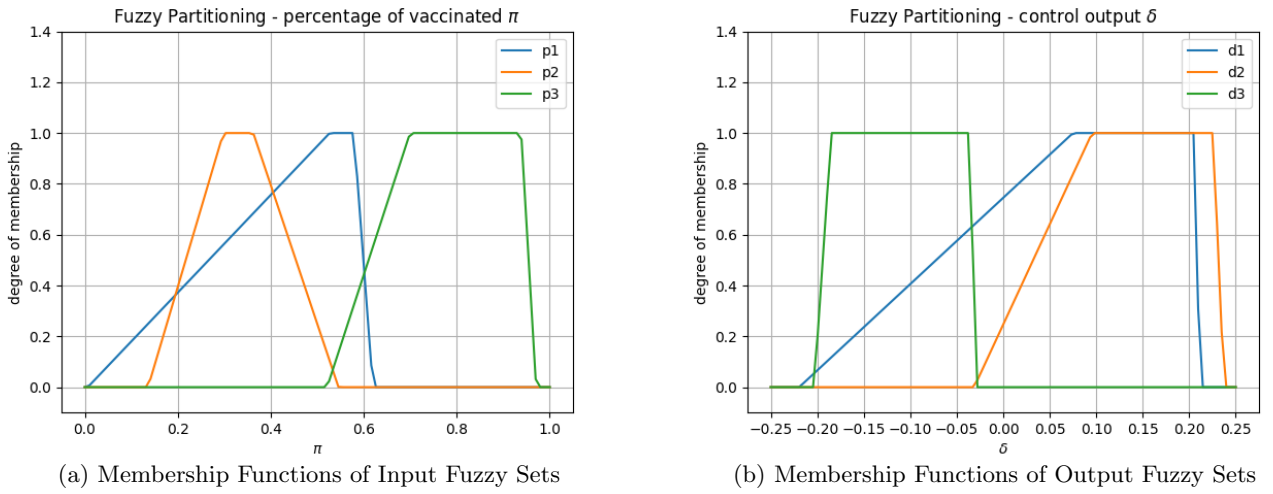 Fuzzy Partitioning - percentage of vaccinated π
1.4
1.2
1.0
0.8
0.6
0.4
0.2
0.0
degree of membership
p1
p2
p3
0.0 0.2 0.4 0.6 0.8 1.0
π
(a) Membership Functions of Input Fuzzy Sets
Fuzzy Partitioning - control output δ
1.4
1.2
1.0
0.8
0.6
0.4
0.2
0.0
degree of membership
d1
d2
d3
−0.25 −0.20 −0.15 −0.10 −0.05 0.00 0.05 0.10 0.15 0.20 0.25
δ
(b) Membership Functions of Output Fuzzy Sets